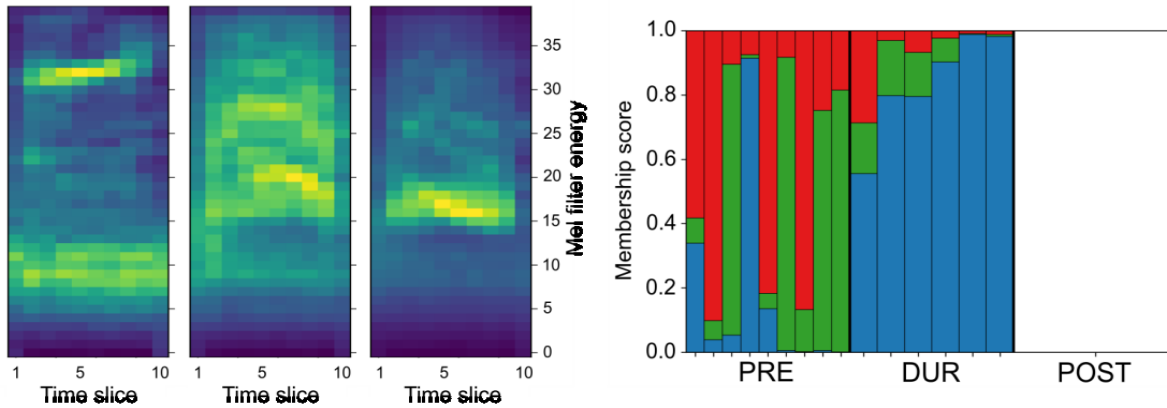 35
30
25
20
15
10
5
0
Mel filter energy
1 5 10
1 5 10
1 5 10
Time slice
Time slice
Time slice
1.0
0.8
0.6
0.4
0.2
0.0
Membership score
PRE DUR POST